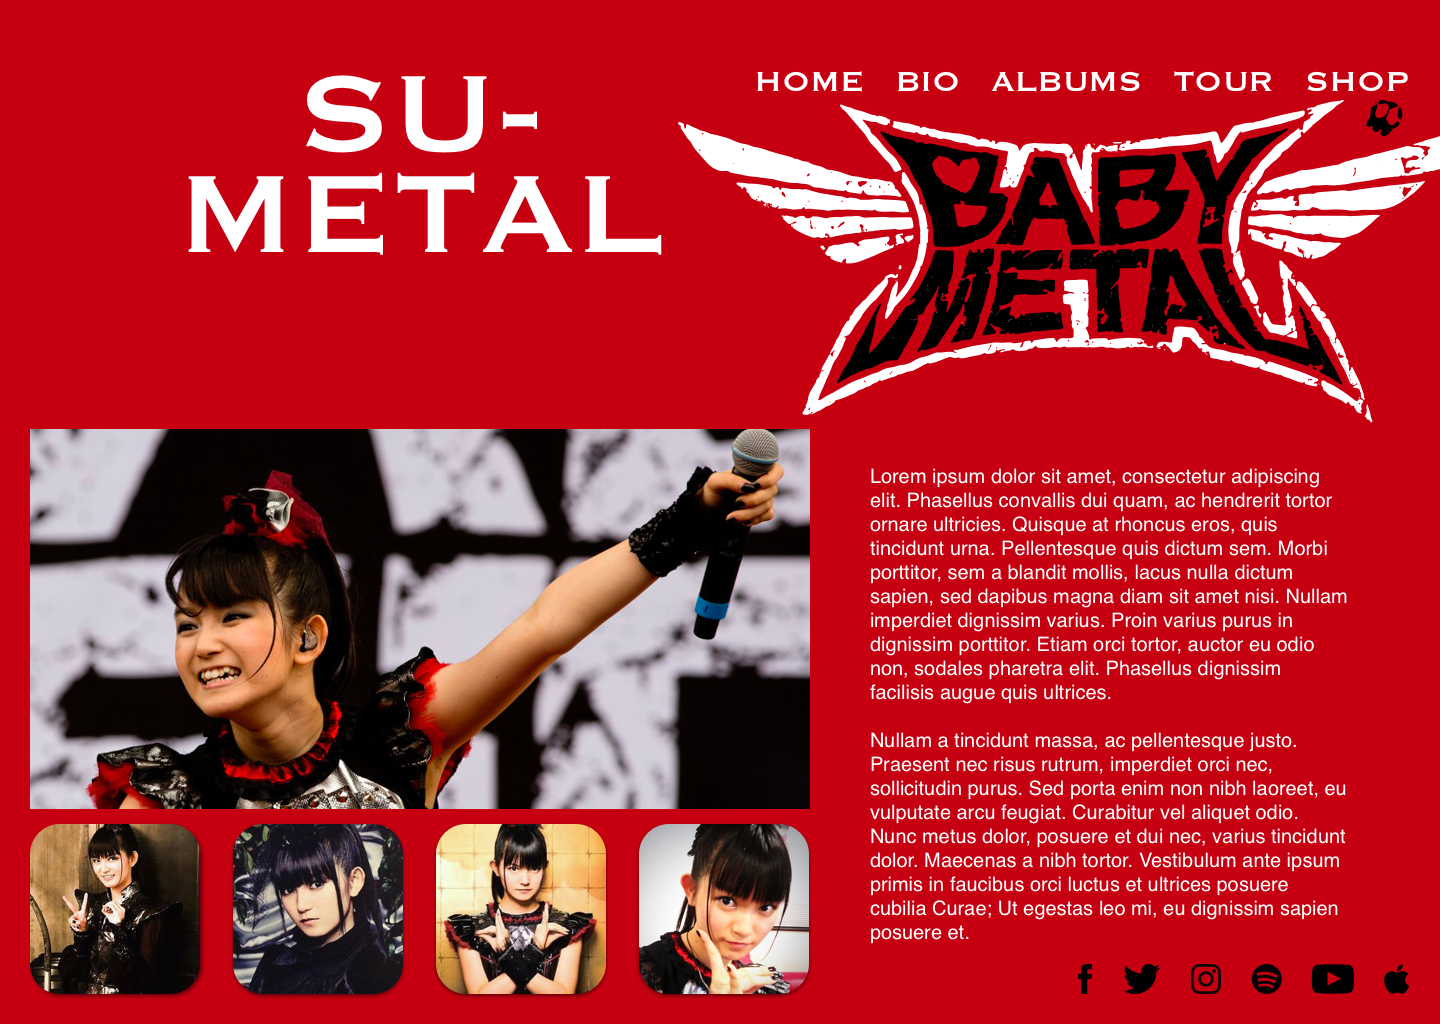 SU-
METAL
HOME BIO ALBUMS TOUR SHOP
BABY
METAL
Lorem ipsum dolor sit amet, consectetur adipiscing
elit. Phasellus convallis dui quam, ac hendrerit tortor
ornare ultricies. Quisque at rhoncus eros, quis
tincidunt urna. Pellentesque quis dictum sem. Morbi
porttitor, sem a blandit mollis, lacus nulla dictum
sapien, sed dapibus magna diam sit amet nisi. Nullam
imperdiet dignissim varius. Proin varius purus in
dignissim porttitor. Etiam orci tortor, auctor eu odio
non, sodales pharetra elit. Phasellus dignissim
facilisis augue quis ultrices.
Nullam a tincidunt massa, ac pellentesque justo.
Praesent nec risus rutrum, imperdiet orci nec,
sollicitudin purus. Sed porta enim non nibh laoreet, eu
vulputate arcu feugiat. Curabitur vel aliquet odio.
Nunc metus dolor, posuere et dui nec, varius tincidunt
dolor. Maecenas a nibh tortor. Vestibulum ante ipsum
primis in faucibus orci luctus et ultrices posuere
cubilia Curae; Ut egestas leo mi, eu dignissim sapien
posuere et.